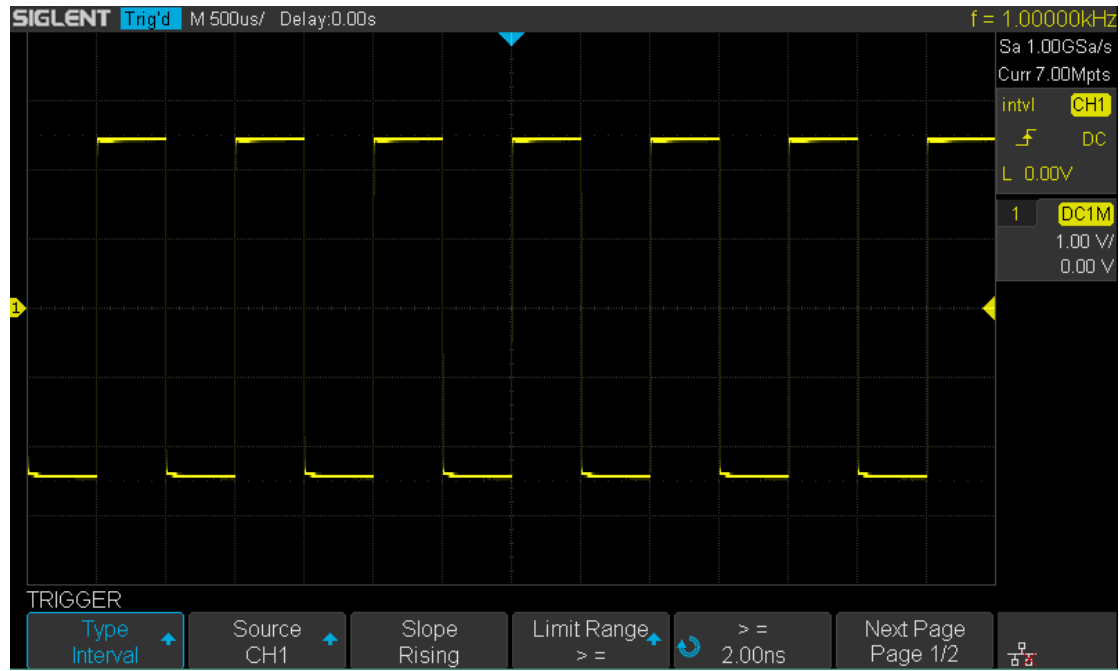 SIGLENT Trig'd M 500us/ Delay:0.00s f = 1.00000kHz
Sa 1.00GSa/s
Curr 7.00Mpts
intvl CH1
DC
L 0.00V
1 DC1M
1.00 V/
0.00 V
1
TRIGGER
Type Source Slope Limit Range > = Next Page
Interval CH1 Rising > = 2.00ns Page 1/2